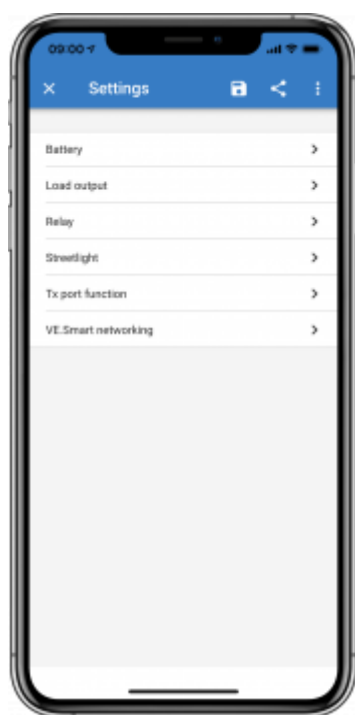 09:00
Settings
Battery
Load output
Relay
Streetlight
Tx port function
VE.Smart networking